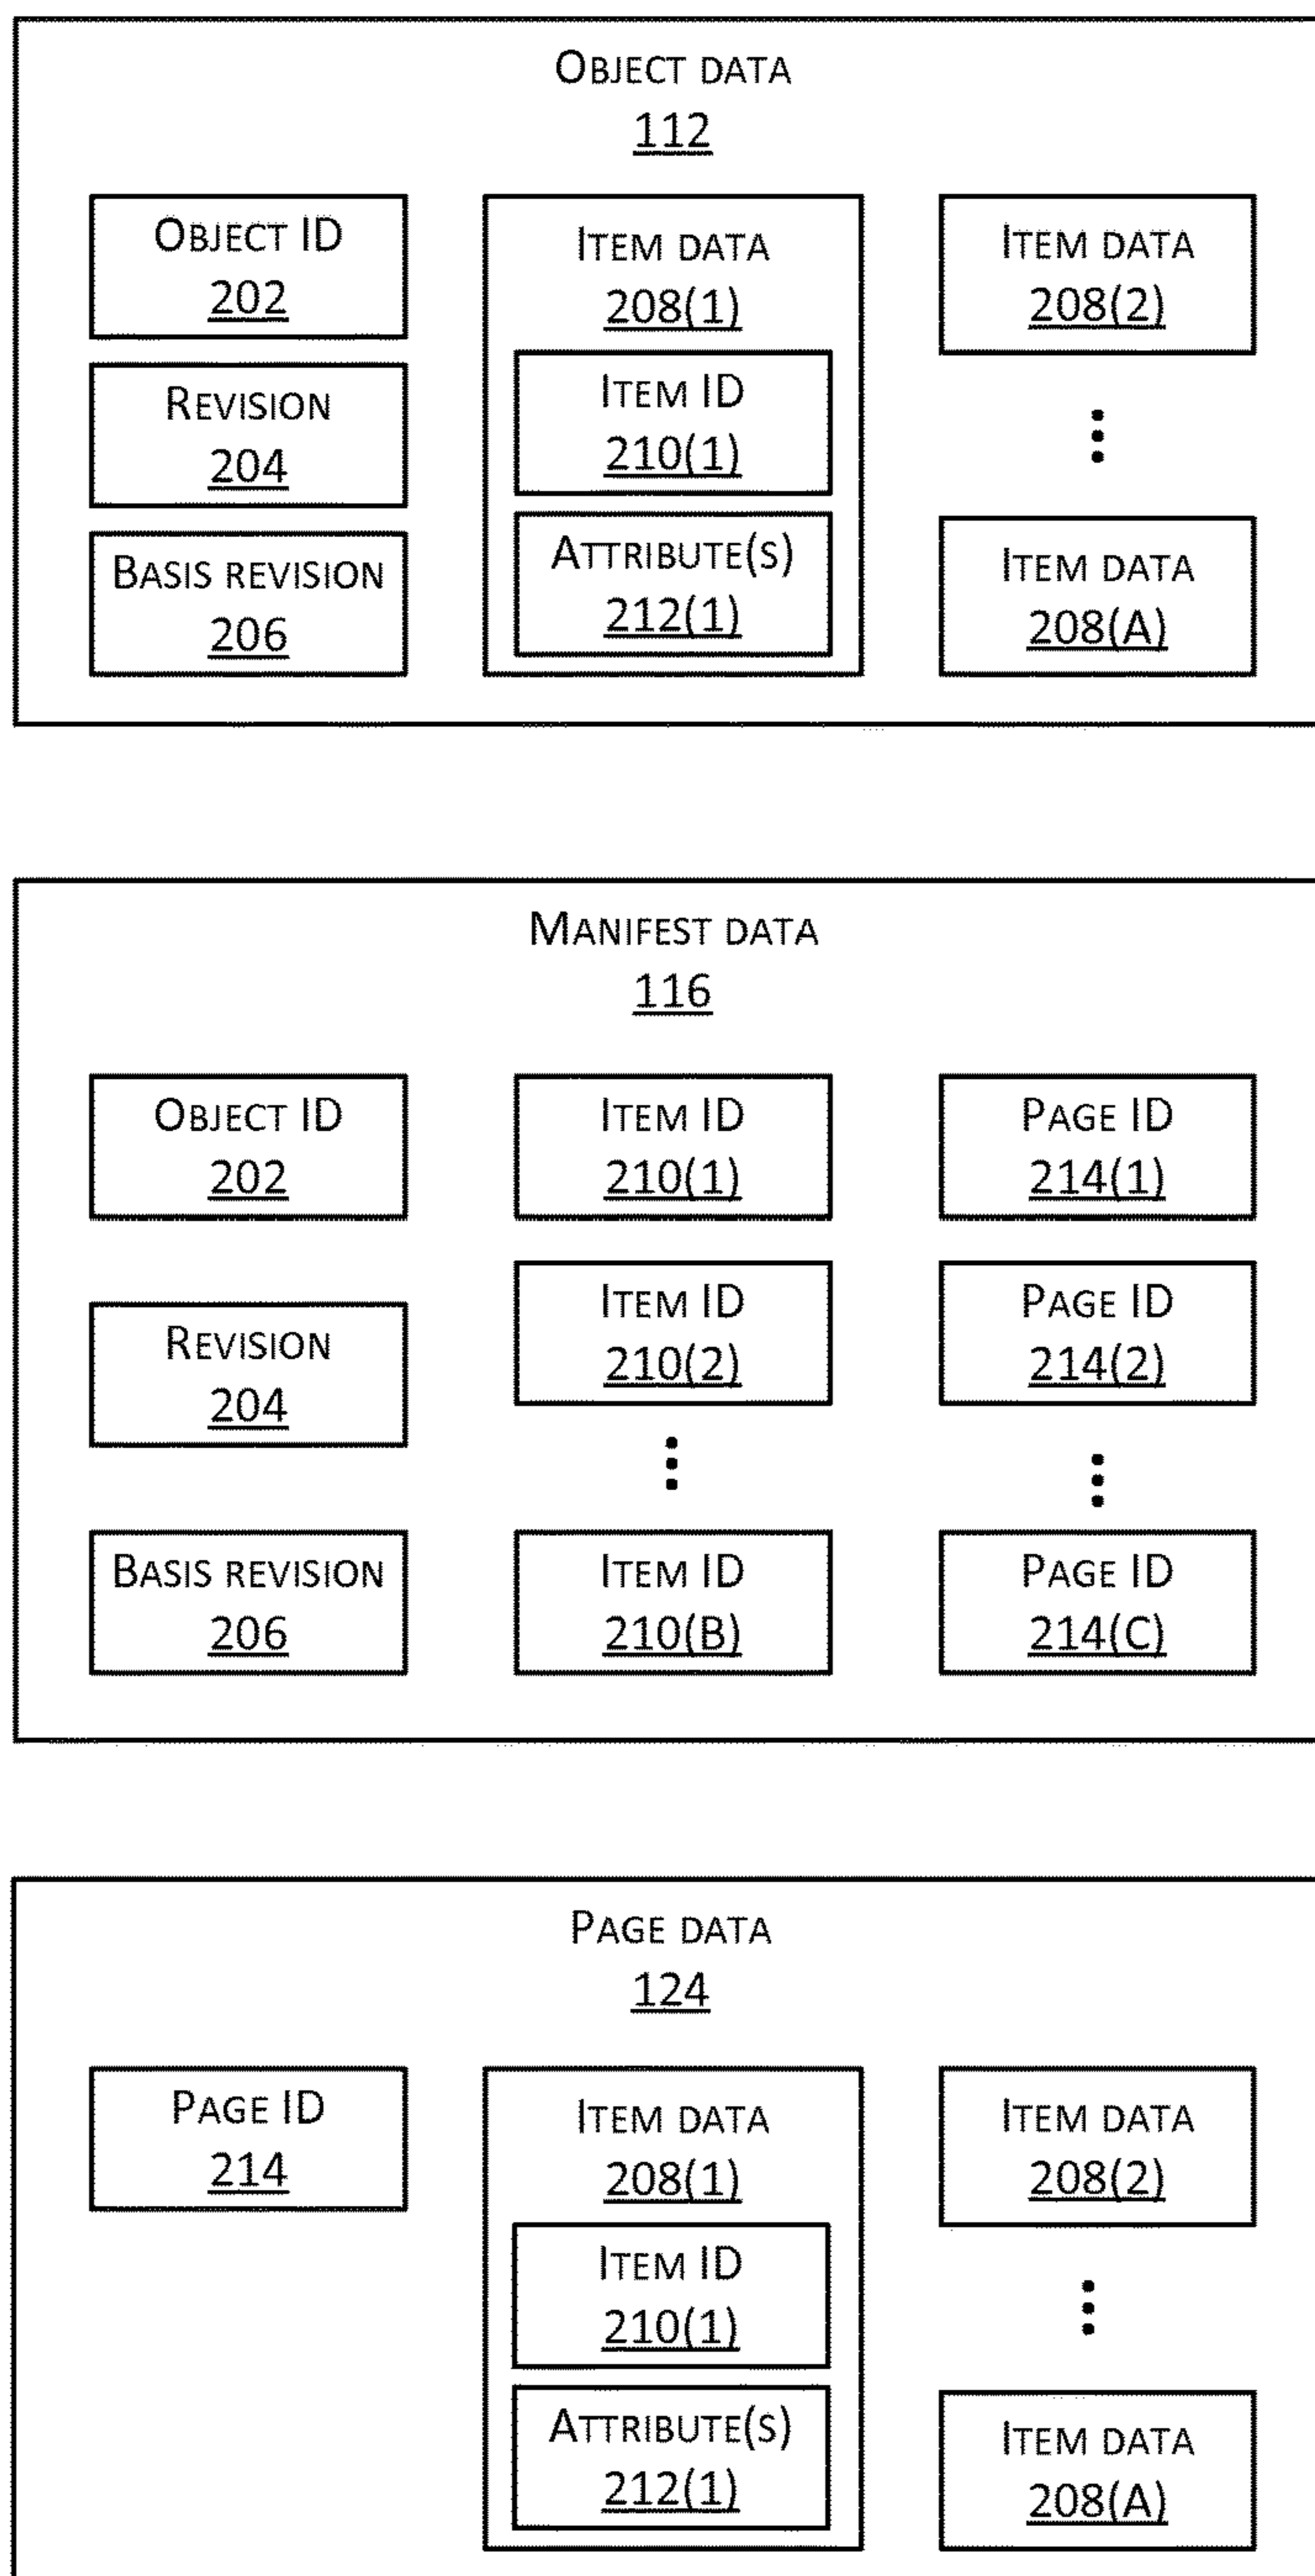 OBJECT DATA
112
OBJECT ID
202
REVISION
204
BASIS REVISION
206
ITEM DATA
208(1)
ITEM ID
210(1)
ATTRIBUTE(S)
212(1)
ITEM DATA
208(2)
ITEM DATA
208(A)
MANIFEST DATA
116
OBJECT ID
202
REVISION
204
BASIS REVISION
206
ITEM ID
210(1)
ITEM ID
210(2)
ITEM ID
210(B)
PAGE ID
214(1)
PAGE ID
214(2)
PAGE ID
214(C)
PAGE DATA
124
PAGE ID
214
ITEM DATA
208(1)
ITEM ID
210(1)
ATTRIBUTE(S)
212(1)
ITEM DATA
208(2)
ITEM DATA
208(A)